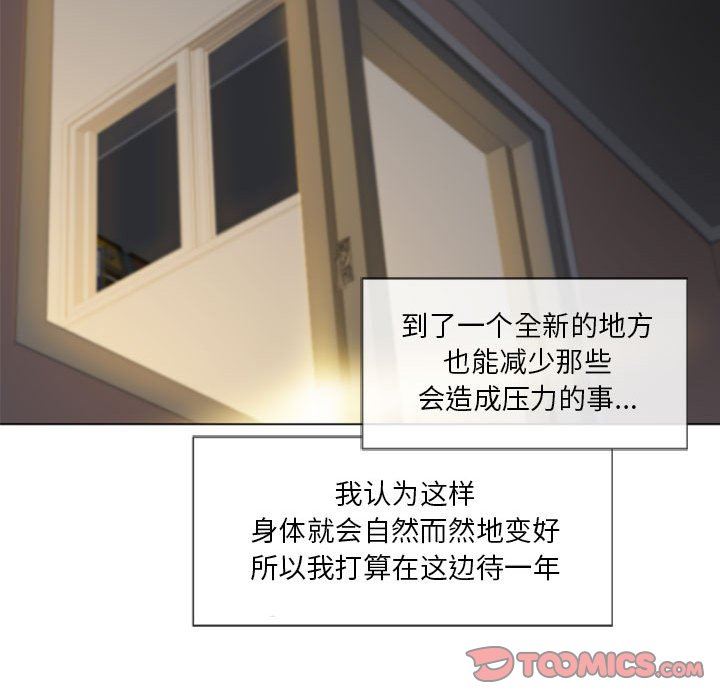 到了一个全新的地方
也能减少那些
会造成压力的事...
我认为这样
身体就会自然而然地变好
所以我打算在这边待一年
TOOMICS.COM